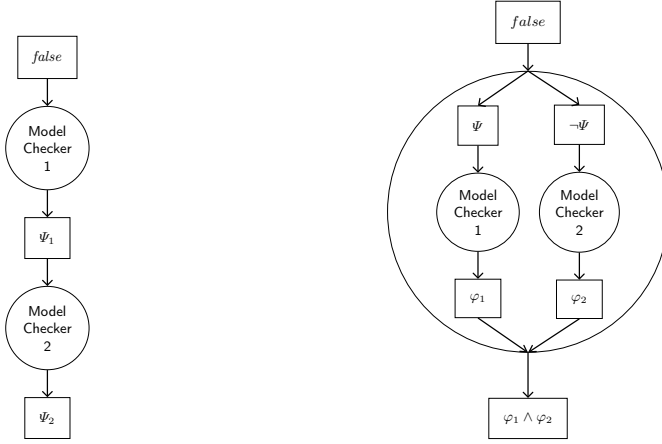 false
Model
Checker
1
Ψ₁
Model
Checker
2
Ψ₂
false
Ψ
¬Ψ
Model
Checker
1
Model
Checker
2
φ₁
φ₂
φ₁ ∧ φ₂